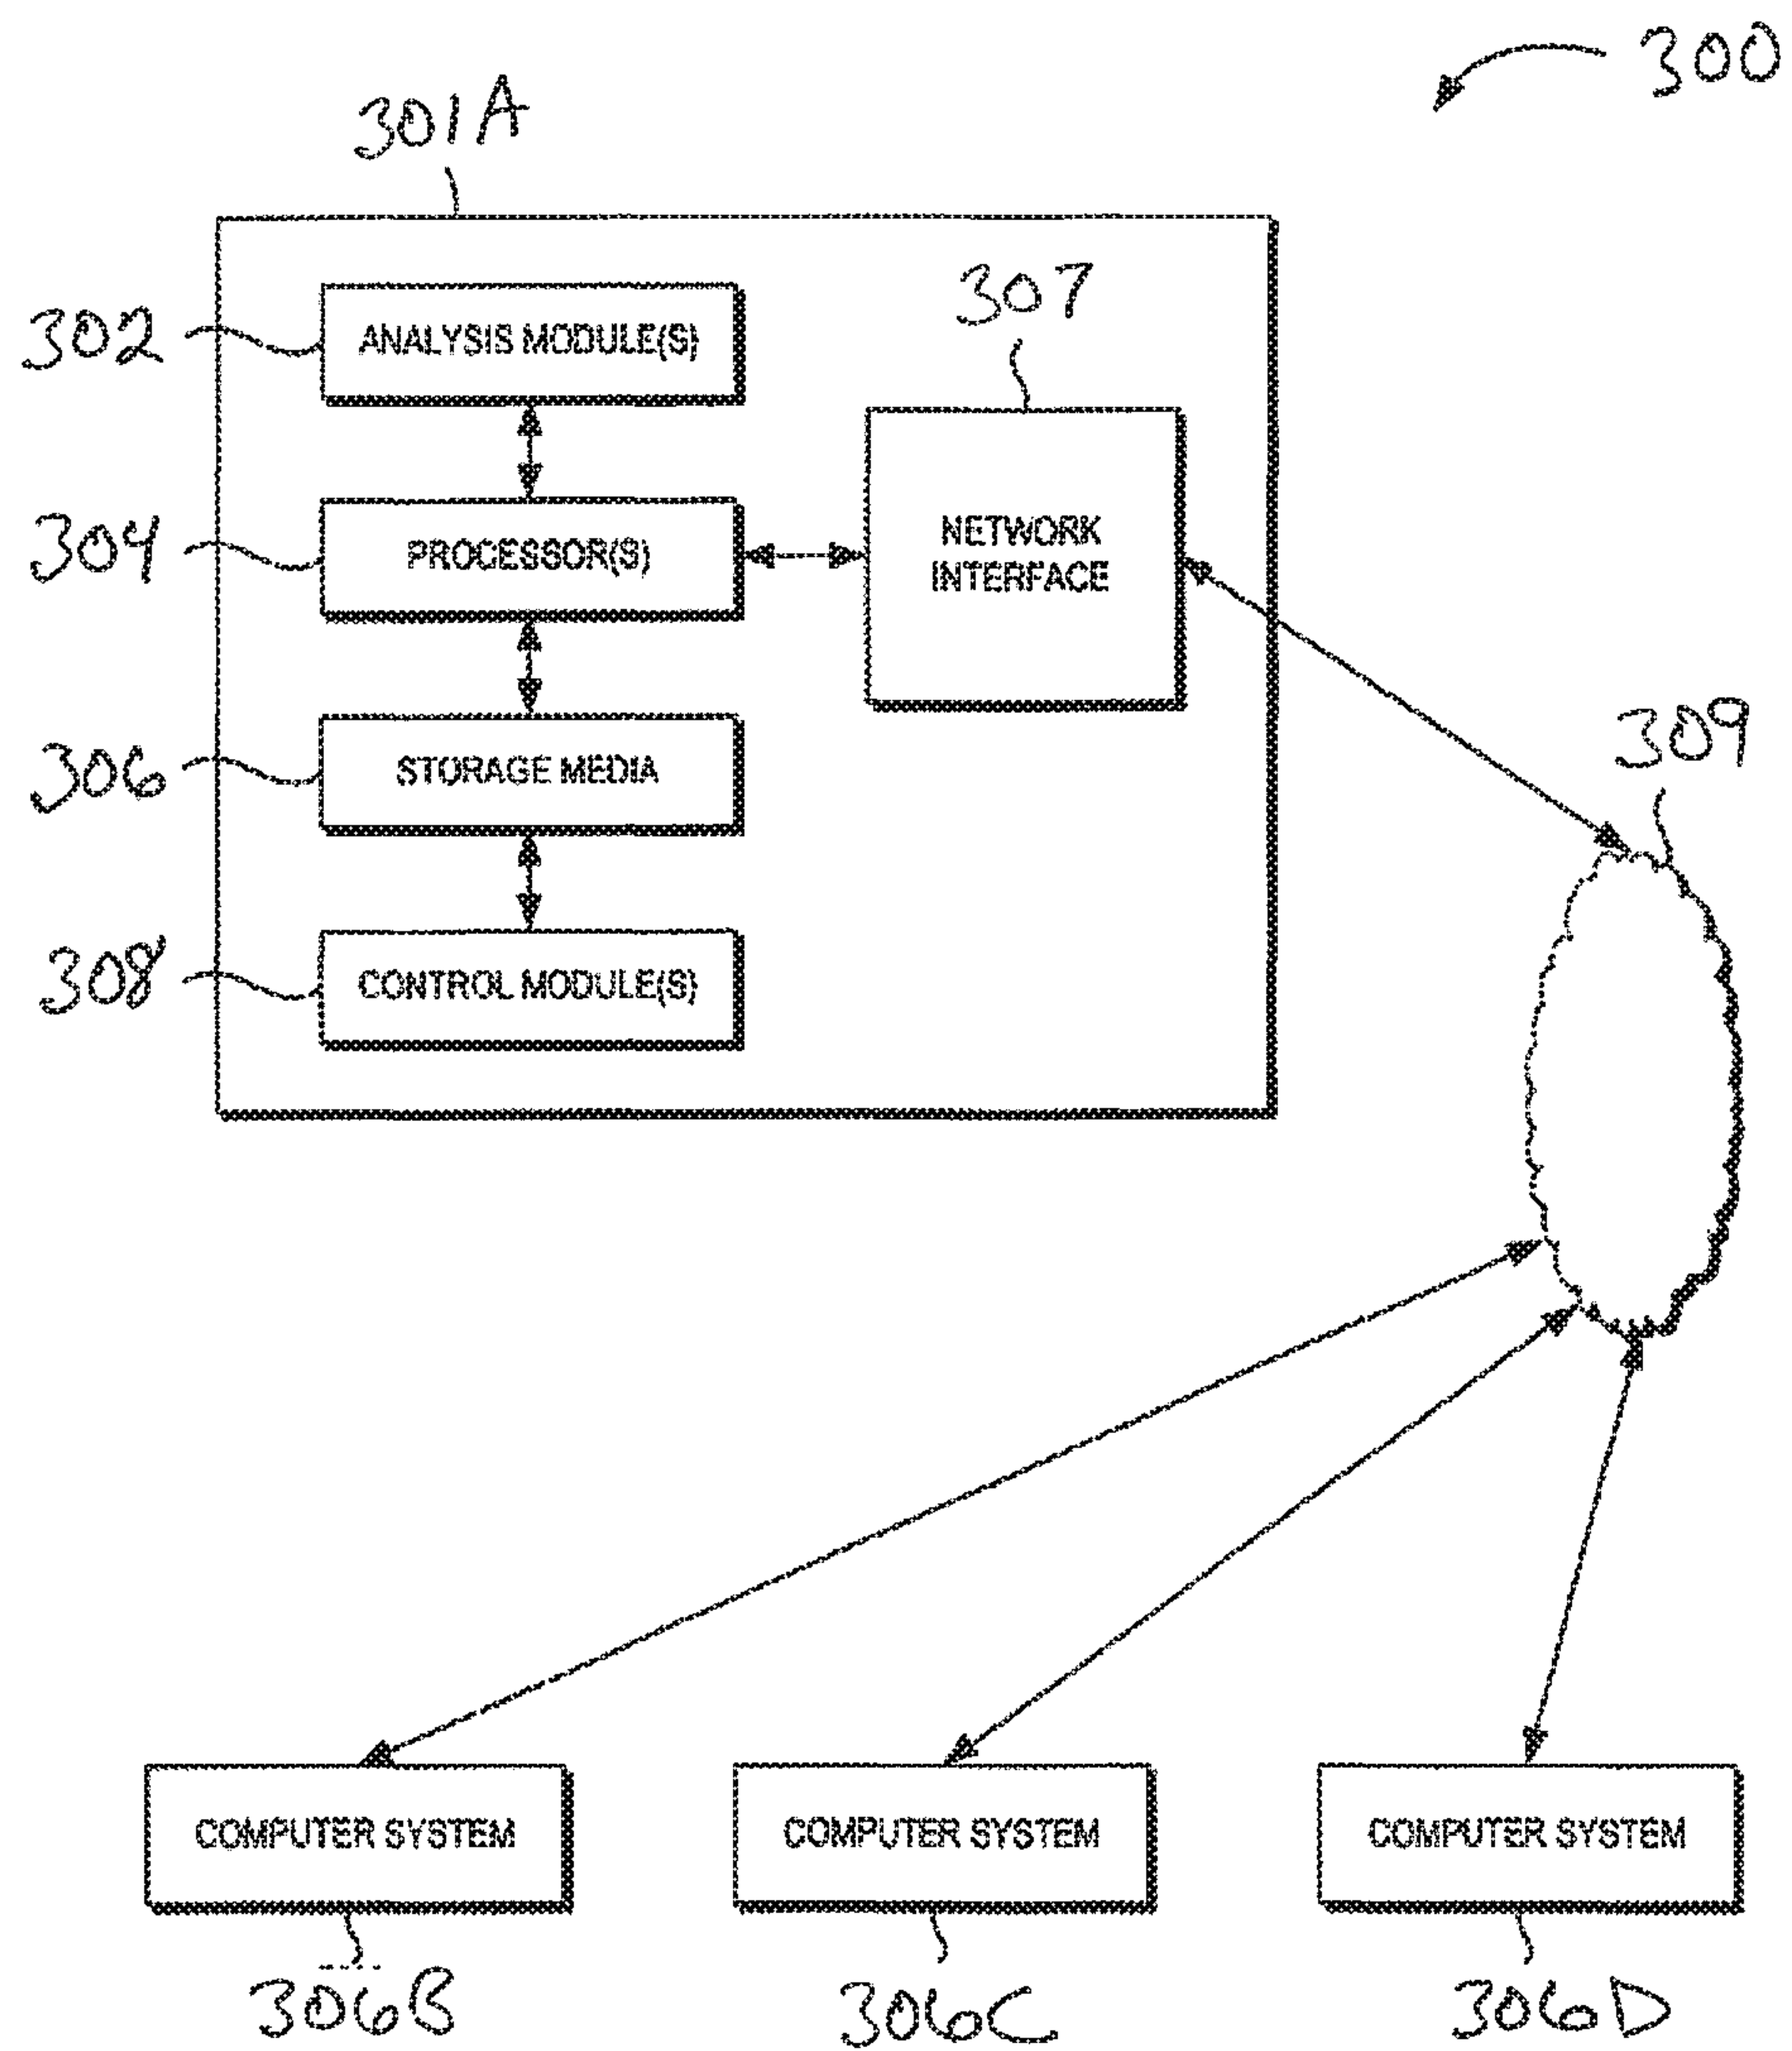 300
301A
302
ANALYSIS MODULE(S)
307
304
PROCESSOR(S)
NETWORK
INTERFACE
306
STORAGE MEDIA
309
308
CONTROL MODULE(S)
COMPUTER SYSTEM
COMPUTER SYSTEM
COMPUTER SYSTEM
306B
306C
306D